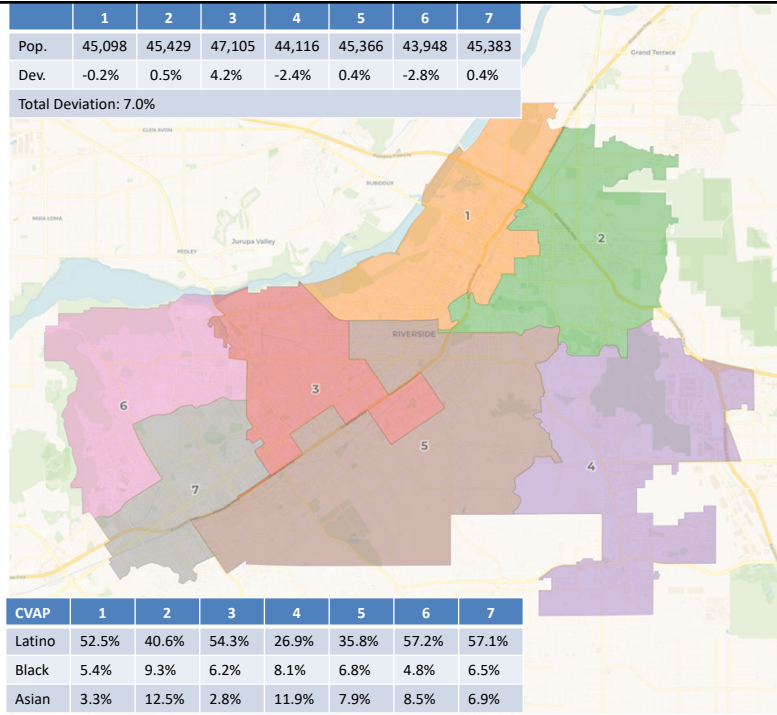 1 2 3 4 5 6 7
Pop. 45,098 45,429 47,105 44,116 45,366 43,948 45,383
Dev. -0.2% 0.5% 4.2% -2.4% 0.4% -2.8% 0.4%
Total Deviation: 7.0%
Grand Terrace
GLEN AVON
RUBIDOUX
MIRA LOMA
1
2
Jurupa Valley
PEDLEY
RIVERSIDE
3
6
5
4
7
CVAP 1 2 3 4 5 6 7
Latino 52.5% 40.6% 54.3% 26.9% 35.8% 57.2% 57.1%
Black 5.4% 9.3% 6.2% 8.1% 6.8% 4.8% 6.5%
Asian 3.3% 12.5% 2.8% 11.9% 7.9% 8.5% 6.9%